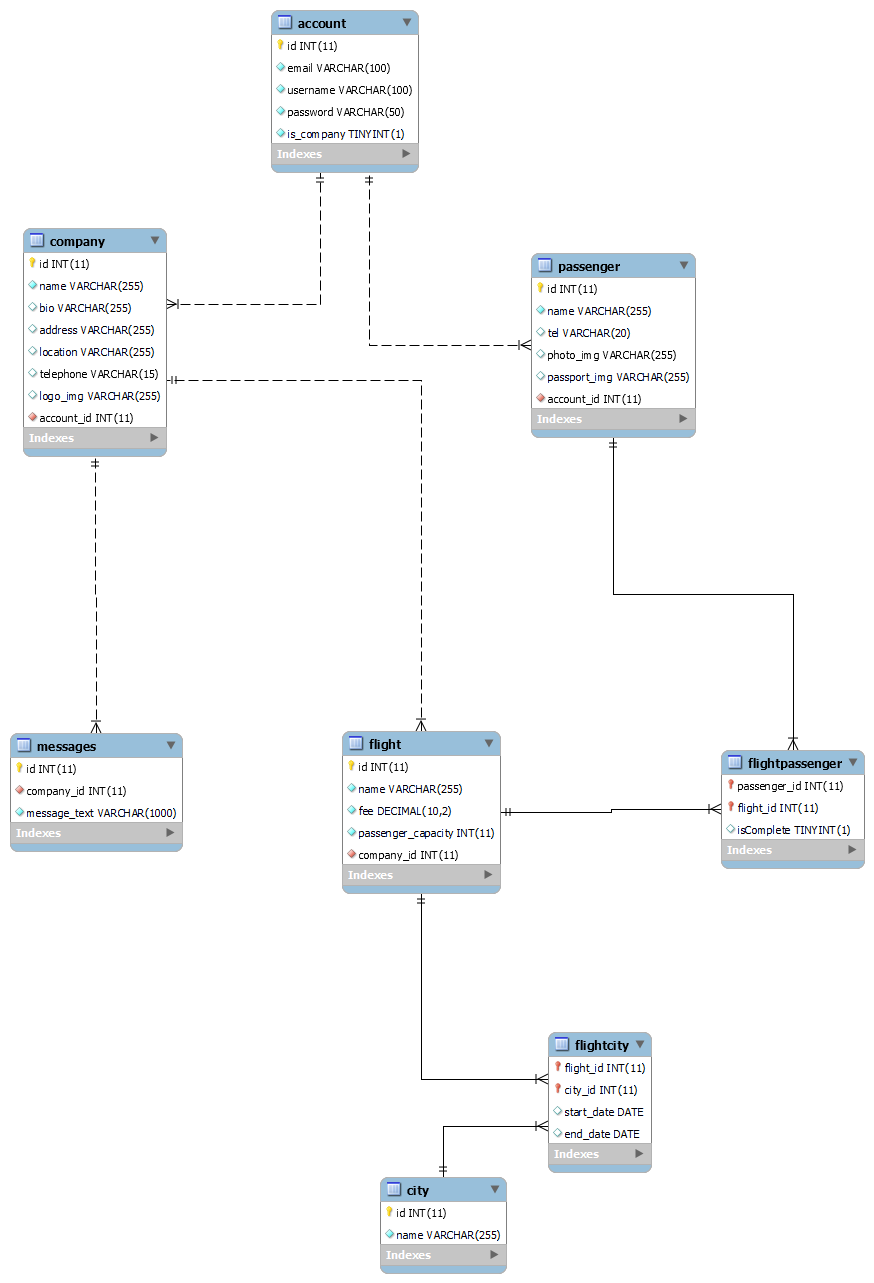 account
id INT(11)
email VARCHAR(100)
username VARCHAR(100)
password VARCHAR(50)
is_company TINYINT(1)
Indexes
company
id INT(11)
name VARCHAR(255)
bio VARCHAR(255)
address VARCHAR(255)
location VARCHAR(255)
telephone VARCHAR(15)
logo_img VARCHAR(255)
account_id INT(11)
Indexes
passenger
id INT(11)
name VARCHAR(255)
tel VARCHAR(20)
photo_img VARCHAR(255)
passport_img VARCHAR(255)
account_id INT(11)
Indexes
messages
id INT(11)
company_id INT(11)
message_text VARCHAR(1000)
Indexes
flight
id INT(11)
name VARCHAR(255)
fee DECIMAL(10,2)
passenger_capacity INT(11)
company_id INT(11)
Indexes
flightpassenger
passenger_id INT(11)
flight_id INT(11)
isComplete TINYINT(1)
Indexes
flightcity
flight_id INT(11)
city_id INT(11)
start_date DATE
end_date DATE
Indexes
city
id INT(11)
name VARCHAR(255)
Indexes